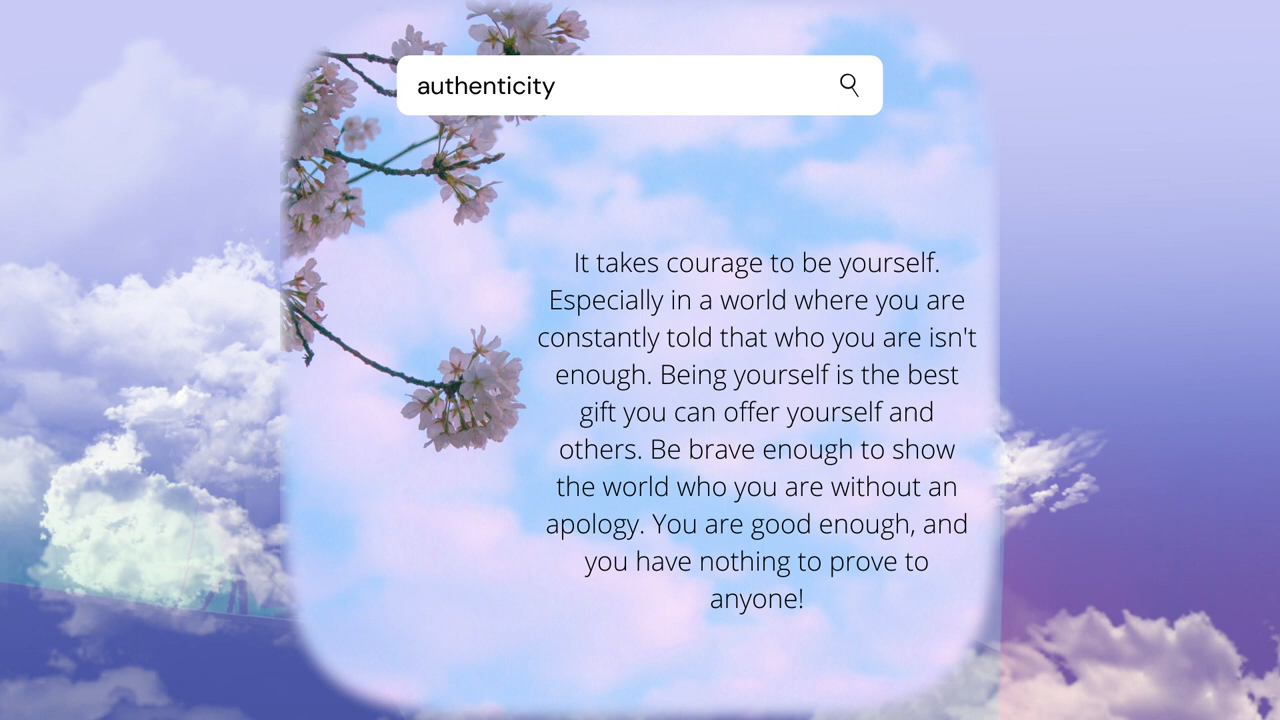 authenticity
It takes courage to be yourself.
Especially in a world where you are
constantly told that who you are isn't
enough. Being yourself is the best
gift you can offer yourself and
others. Be brave enough to show
the world who you are without an
apology. You are good enough, and
you have nothing to prove to
anyone!